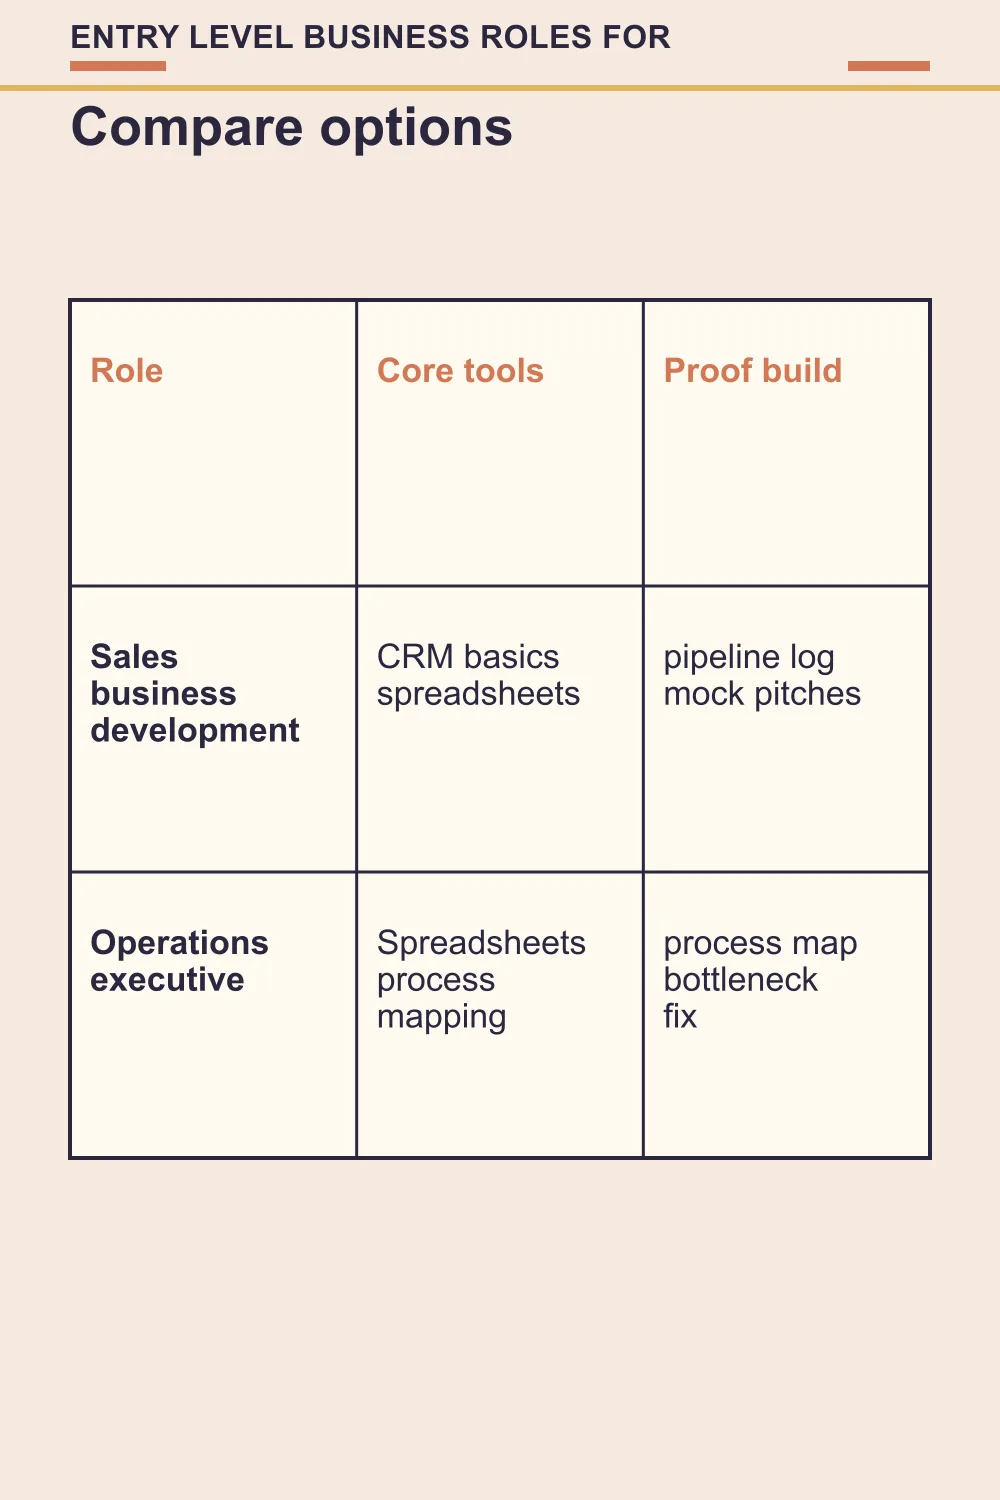 ENTRY LEVEL BUSINESS ROLES FOR
Compare options
Role
Core tools
Proof build
Sales
business
development
CRM basics
spreadsheets
pipeline log
mock pitches
Operations
executive
Spreadsheets
process
mapping
process map
bottleneck
fix